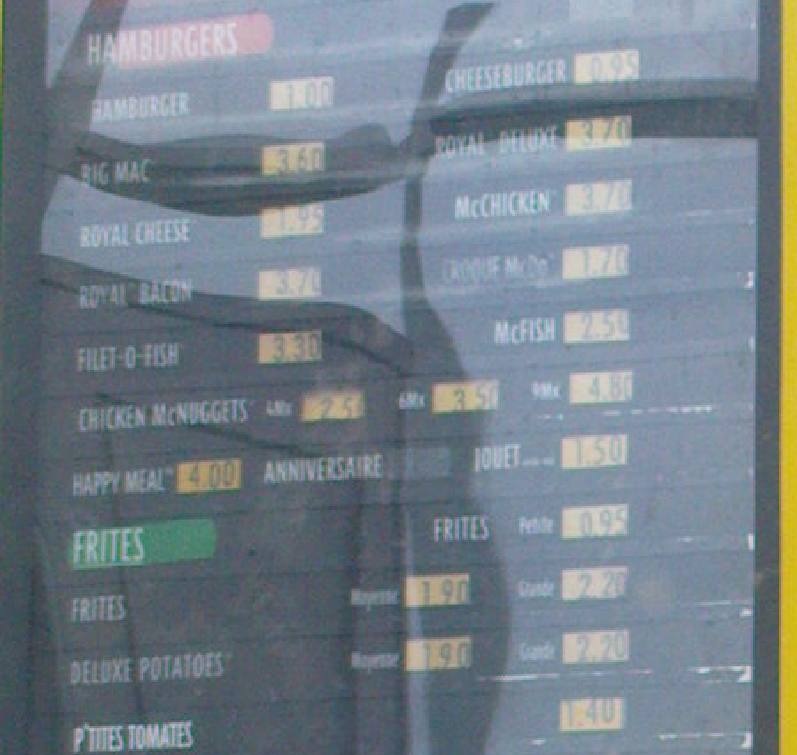 HAMBURGERS
HAMBURGER 1.00 CHEESEBURGER 0.95
BIG MAC 3.60 ROYAL DELUXE 3.70
ROYAL CHEESE 1.95 McCHICKEN 3.70
ROYAL BACON 3.70 CROQUE McDo 1.70
FILET-O-FISH 3.30 McFISH 2.50
CHICKEN McNUGGETS 4Mx 2.50 6Mx 3.50 9Mx 4.80
HAPPY MEAL™ 4.00 ANNIVERSAIRE JOUET 1.50
FRITES FRITES Petite 0.95
FRITES Moyenne 1.90 Grande 2.20
DELUXE POTATOES Moyenne 1.90 Grande 2.20
P'TITES TOMATES 1.40